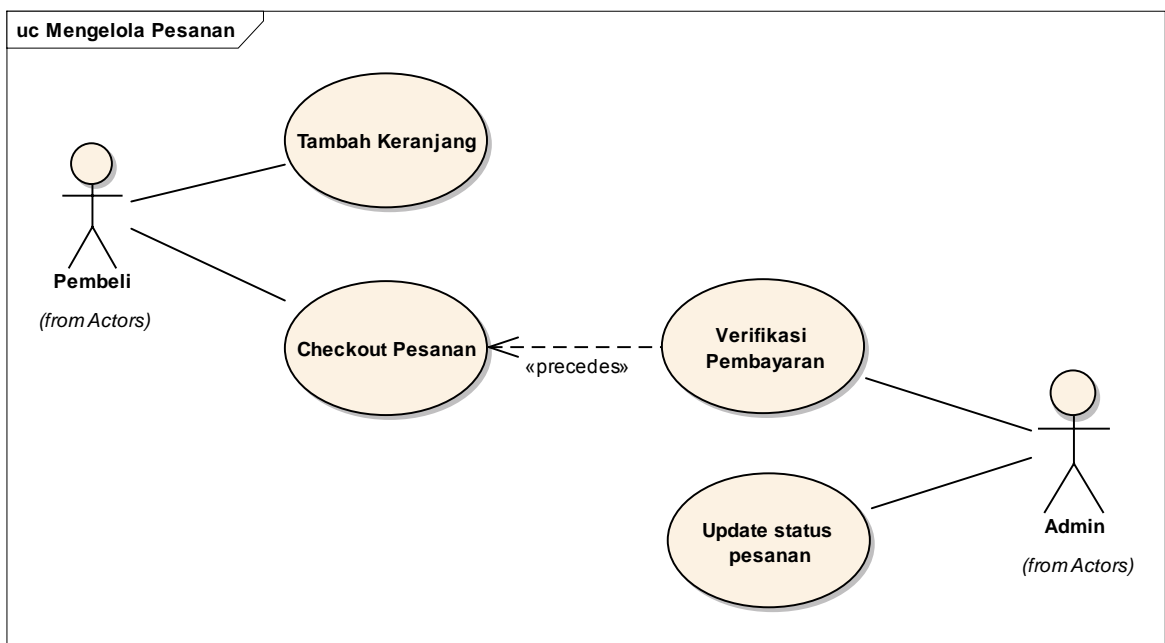 uc Mengelola Pesanan
Tambah Keranjang
Pembeli
(from Actors)
Checkout Pesanan
«precedes»
Verifikasi
Pembayaran
Update status
pesanan
Admin
(from Actors)